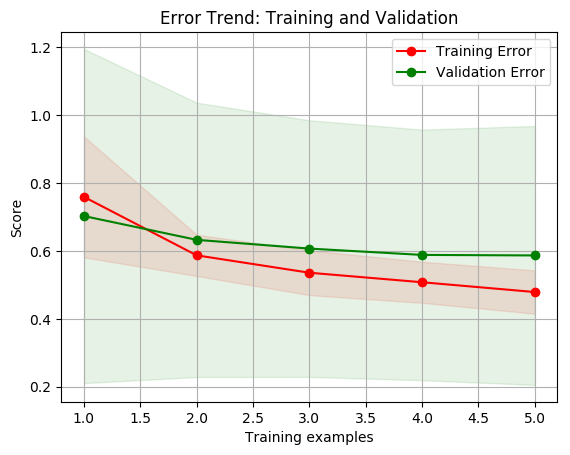 Error Trend: Training and Validation
Training Error
Validation Error
Score
1.2
1.0
0.8
0.6
0.4
0.2
1.0 1.5 2.0 2.5 3.0 3.5 4.0 4.5 5.0
Training examples